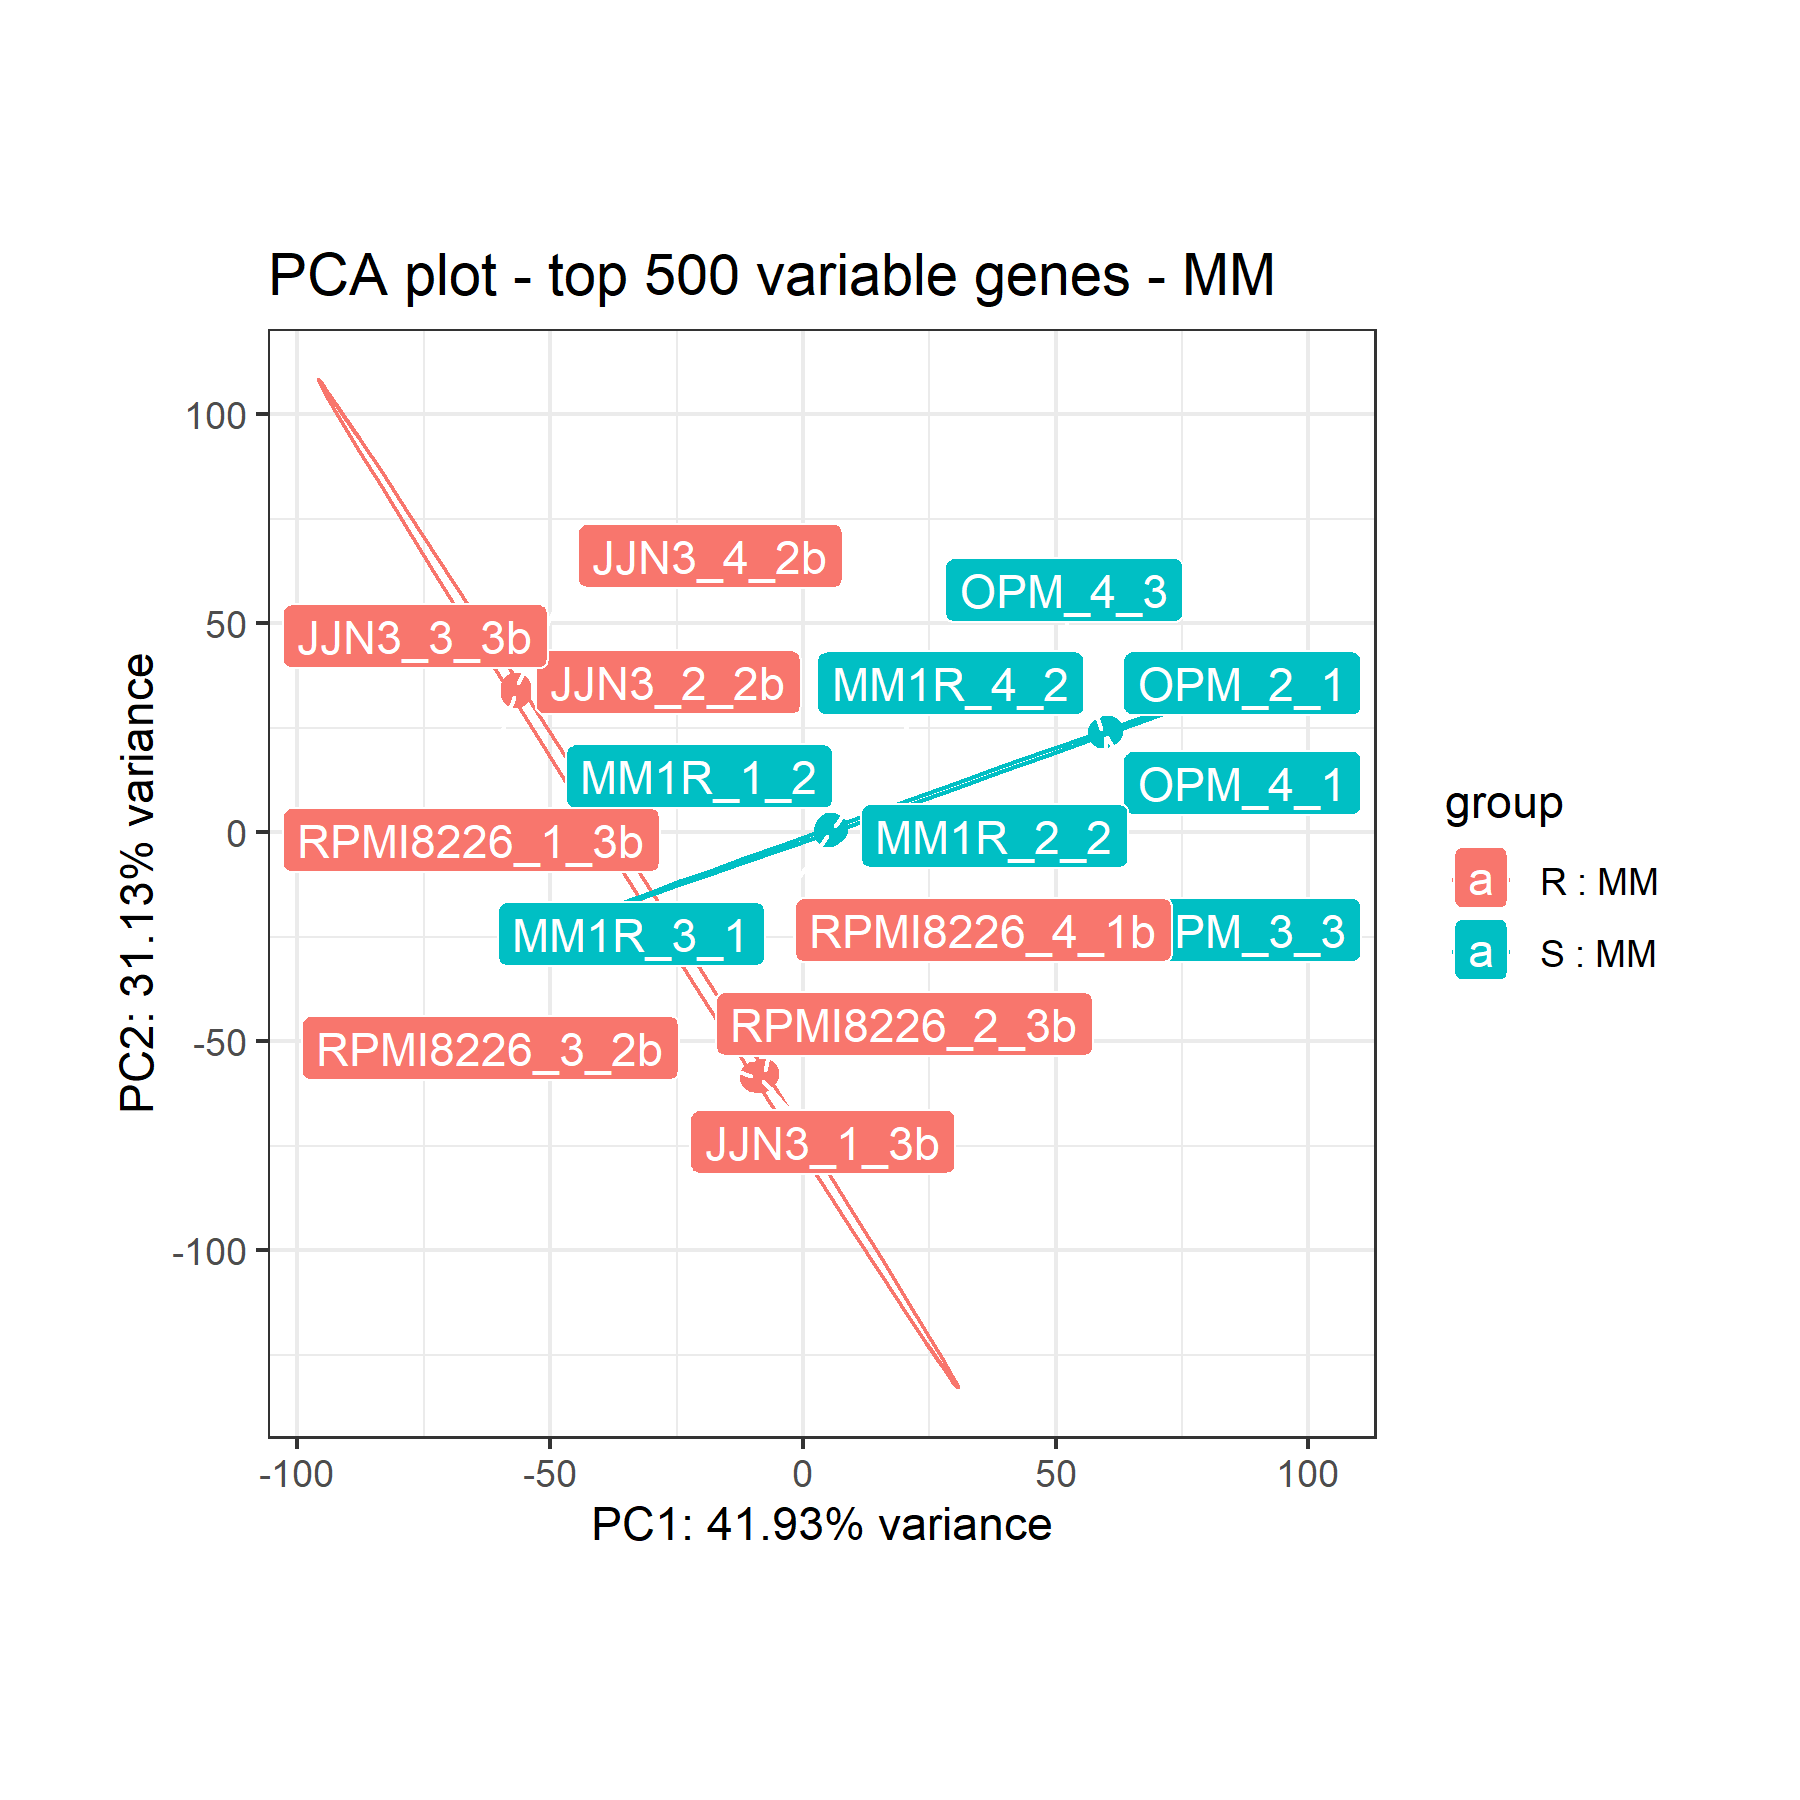 PCA plot - top 500 variable genes - MM
PC2: 31.13% variance
100
50
0
-50
-100
JJN3_4_2b
OPM_4_3
JJN3_3_3b
JJN3_2_2b
MM1R_4_2
OPM_2_1
MM1R_1_2
OPM_4_1
RPMI8226_1_3b
MM1R_2_2
MM1R_3_1
RPMI8226_4_1b
PM_3_3
RPMI8226_3_2b
RPMI8226_2_3b
JJN3_1_3b
-100
-50
0
50
100
PC1: 41.93% variance
group
a R : MM
a S : MM